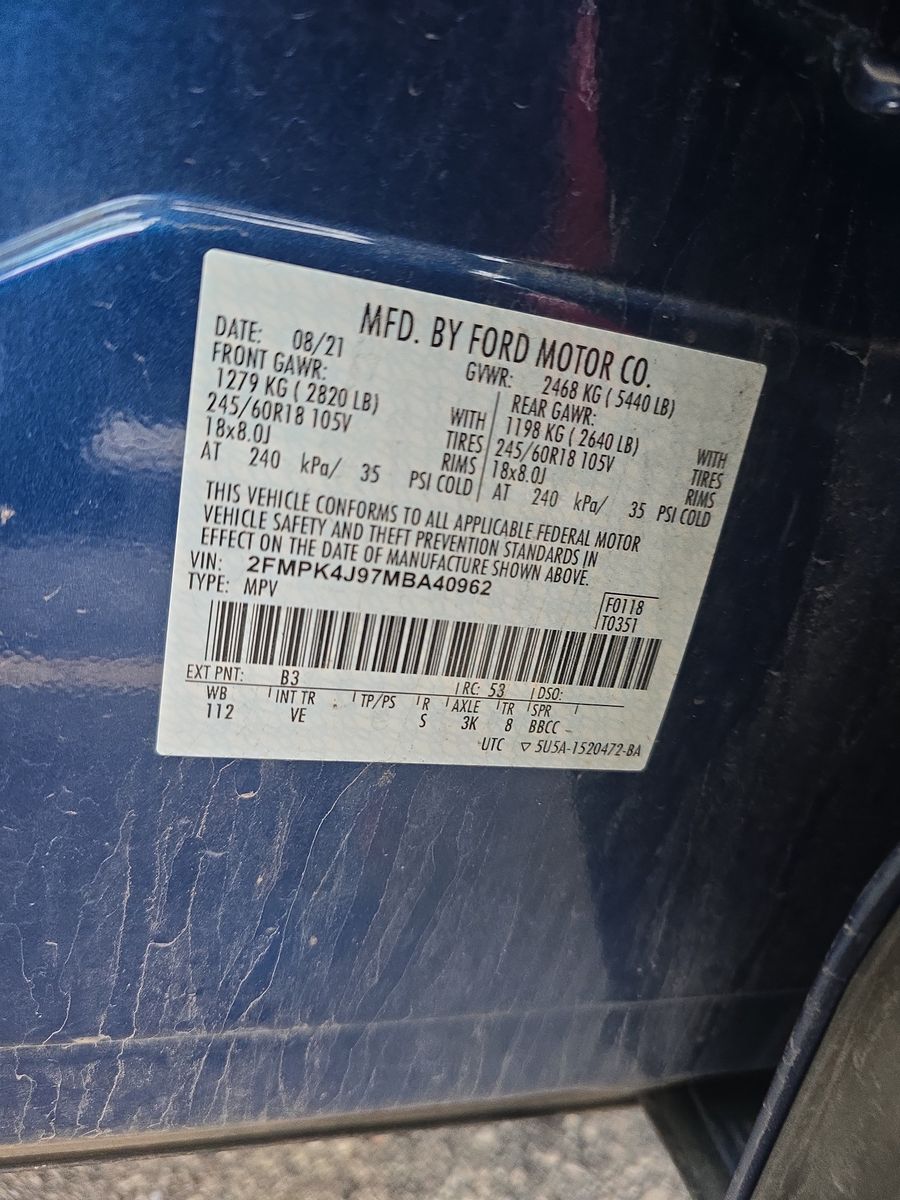 MFD. BY FORD MOTOR CO.
DATE: 08/21 GVWR: 2468 KG ( 5440 LB)
FRONT GAWR: REAR GAWR:
1279 KG ( 2820 LB) WITH 1198 KG ( 2640 LB) WITH
245/60R18 105V TIRES 245/60R18 105V TIRES
18x8.0J RIMS 18x8.0J RIMS
AT 240 kPa/ 35 PSI COLD AT 240 kPa/ 35 PSI COLD
THIS VEHICLE CONFORMS TO ALL APPLICABLE FEDERAL MOTOR
VEHICLE SAFETY AND THEFT PREVENTION STANDARDS IN
EFFECT ON THE DATE OF MANUFACTURE SHOWN ABOVE.
VIN: 2FMPK4J97MBA40962
TYPE: MPV
F0118
T0351
EXT PNT: B3 RC: 53 DSO:
WB INT TR TP/PS R AXLE TR SPR
112 VE S 3K 8 BBCC
UTC ▽ 5U5A-1520472-BA